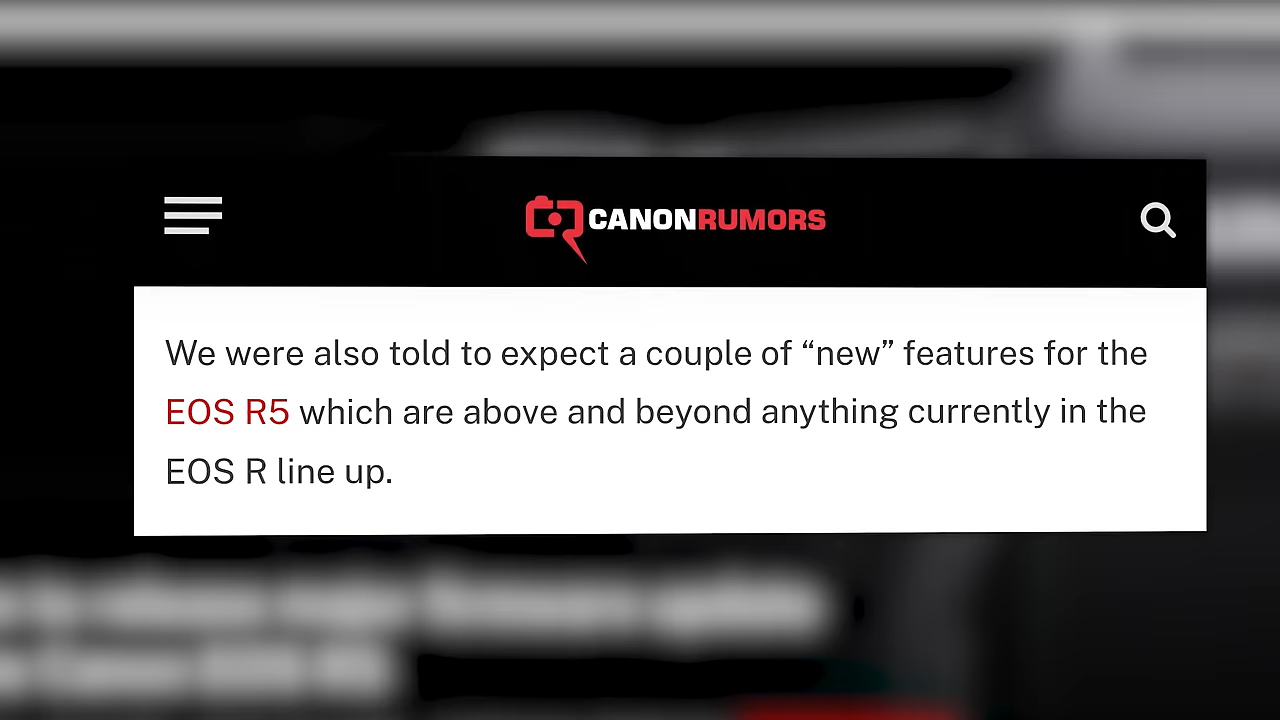 CANONRUMORS
We were also told to expect a couple of “new” features for the
EOS R5 which are above and beyond anything currently in the
EOS R line up.